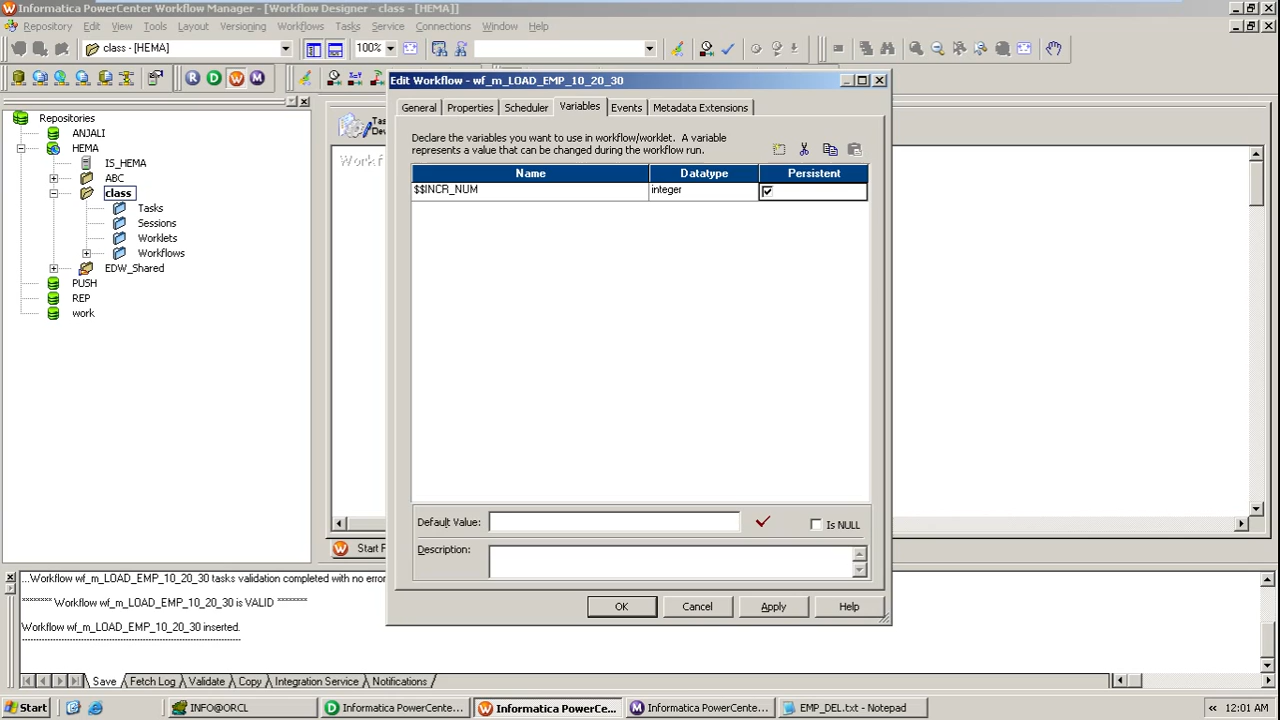 Informatica PowerCenter Workflow Manager - [Workflow Designer - class - [HEMA]]
Repository Edit View Tools Layout Versioning Workflows Tasks Service Connections Window Help
class - [HEMA] 100%
R D W M
Edit Workflow - wf_m_LOAD_EMP_10_20_30
General Properties Scheduler Variables Events Metadata Extensions
Repositories
ANJALI
HEMA
IS_HEMA
ABC
class
Tasks
Sessions
Worklets
Workflows
EDW_Shared
PUSH
REP
work
Declare the variables you want to use in workflow/worklet. A variable
represents a value that can be changed during the workflow run.
Name Datatype Persistent
$$INCR_NUM integer
Default Value: Is NULL
Description:
OK Cancel Apply Help
Start F
...Workflow wf_m_LOAD_EMP_10_20_30 tasks validation completed with no error
******** Workflow wf_m_LOAD_EMP_10_20_30 is VALID *******
Workflow wf_m_LOAD_EMP_10_20_30 inserted.
Save Fetch Log Validate Copy Integration Service Notifications
Start INFO@ORCL Informatica PowerCente... Informatica PowerCe... Informatica PowerCente... EMP_DEL.txt - Notepad 12:01 AM